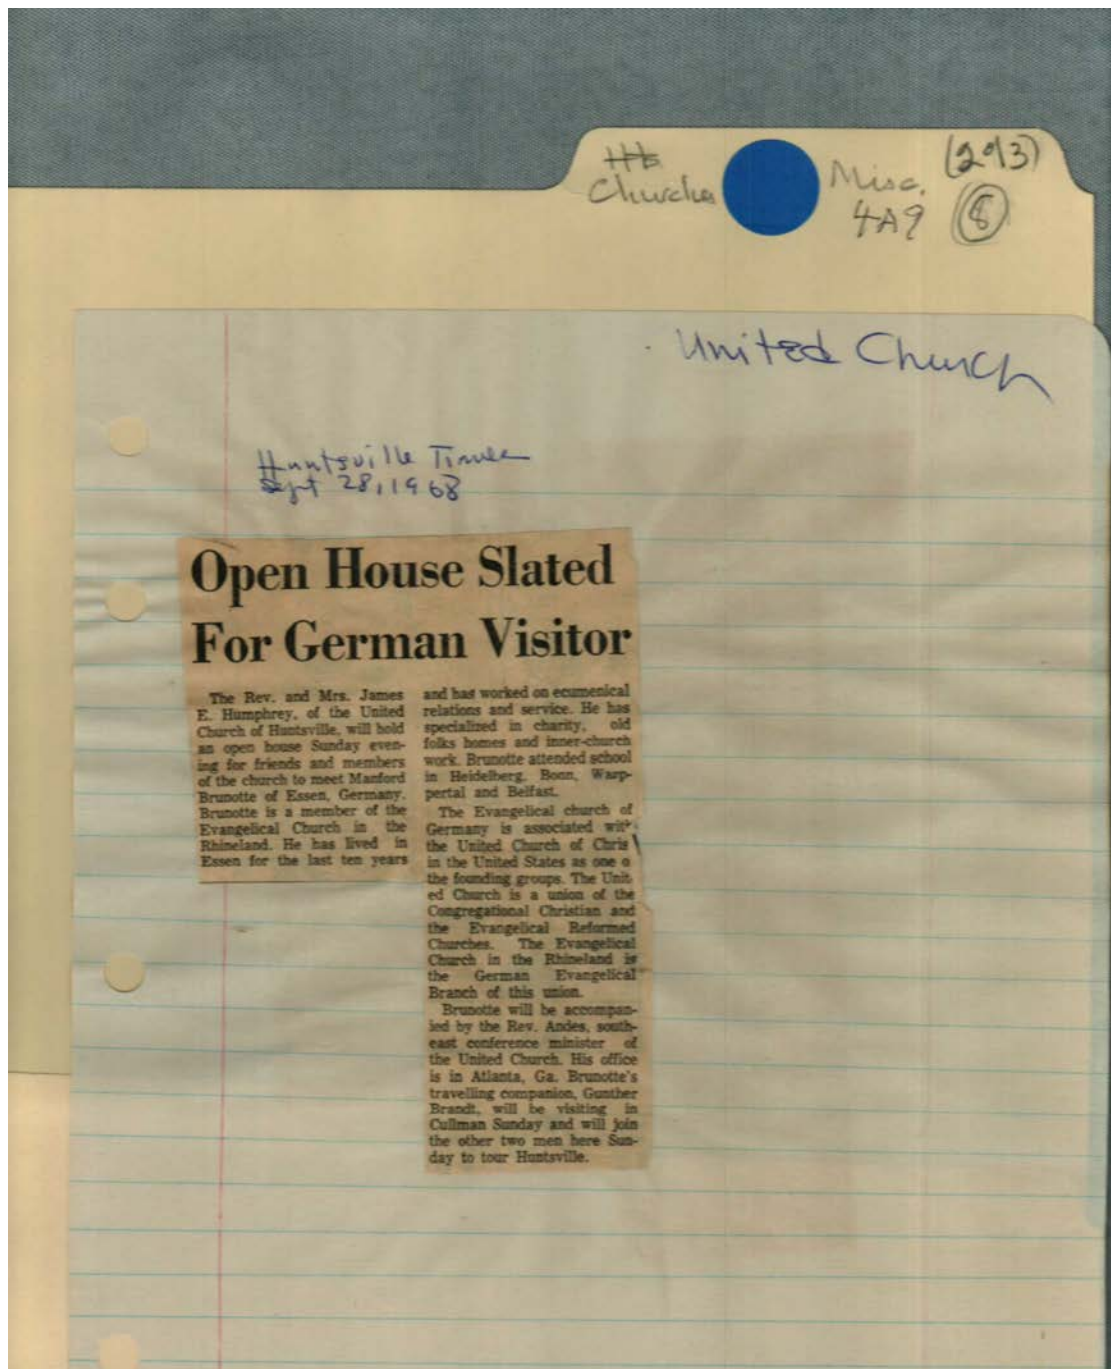 Churches
Misc.
4A9
(2 of 3)
8
United Church
Huntsville Times
Sept 28, 1968
Open House Slated
For German Visitor
The Rev. and Mrs. James
E. Humphrey, of the United
Church of Huntsville, will hold
an open house Sunday even-
ing for friends and members
of the church to meet Manford
Brunotte of Essen, Germany.
Brunotte is a member of the
Evangelical Church in the
Rhineland. He has lived in
Essen for the last ten years
and has worked on ecumenical
relations and service. He has
specialized in charity, old
folks homes and inner-church
work. Brunotte attended school
in Heidelberg, Bonn, Warp-
pertal and Belfast.
The Evangelical church of
Germany is associated with
the United Church of Chris
in the United States as one o
the founding groups. The Unit
ed Church is a union of the
Congregational Christian and
the Evangelical Reformed
Churches. The Evangelical
Church in the Rhineland is
the German Evangelical
Branch of this union.
Brunotte will be accompan-
ied by the Rev. Andes, south-
east conference minister of
the United Church. His office
is in Atlanta, Ga. Brunotte's
travelling companion, Gunther
Brandt, will be visiting in
Cullman Sunday and will join
the other two men here Sun-
day to tour Huntsville.